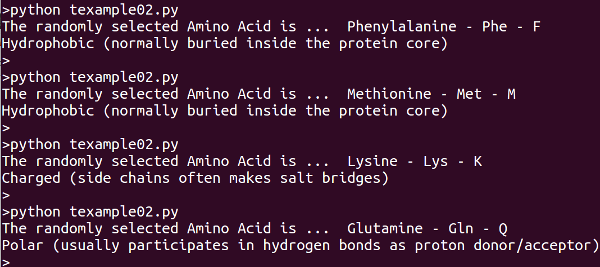 >python texample02.py
The randomly selected Amino Acid is ...  Phenylalanine - Phe - F
Hydrophobic (normally buried inside the protein core)
>
>python texample02.py
The randomly selected Amino Acid is ...  Methionine - Met - M
Hydrophobic (normally buried inside the protein core)
>
>python texample02.py
The randomly selected Amino Acid is ...  Lysine - Lys - K
Charged (side chains often makes salt bridges)
>
>python texample02.py
The randomly selected Amino Acid is ...  Glutamine - Gln - Q
Polar (usually participates in hydrogen bonds as proton donor/acceptor)
>